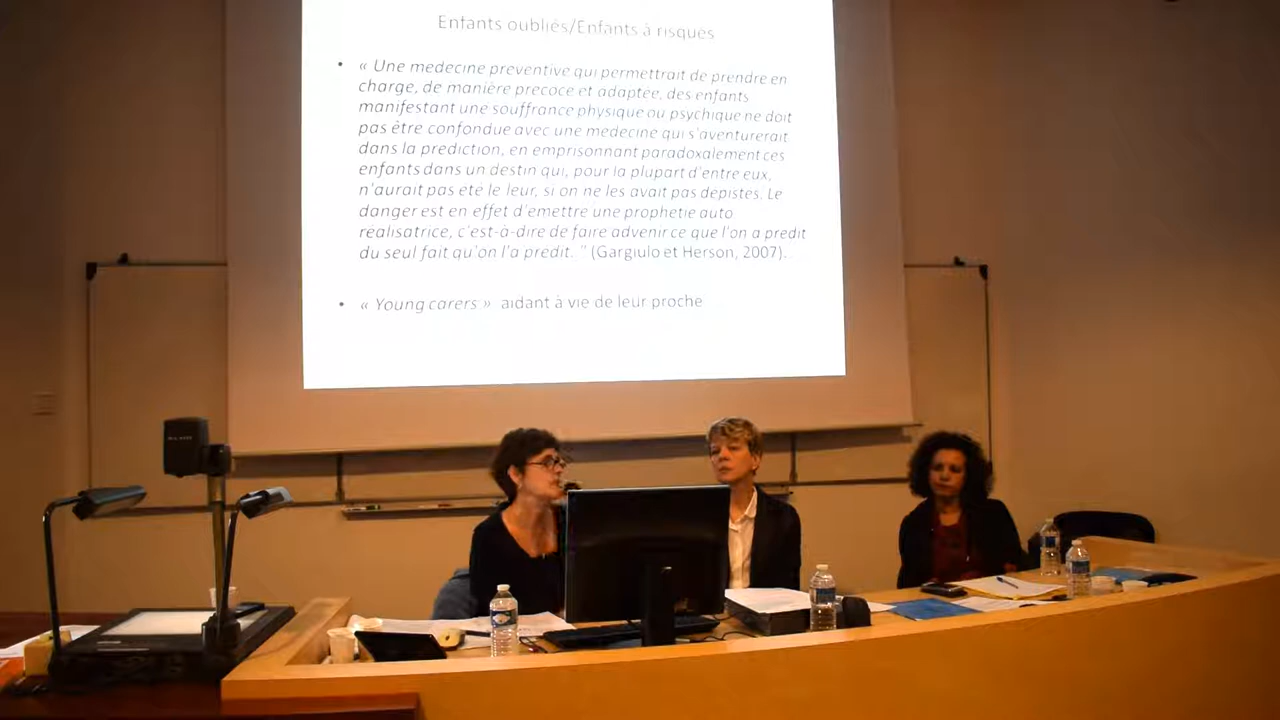 Enfants oubliés/Enfants à risques
• « Une medecine preventive qui permettrait de prendre en
charge, de manière precoce et adaptée, des enfants
manifestant une souffrance physique ou psychique ne doit
pas être confondue avec une medecine qui s'aventurerait
dans la prediction, en emprisonnant paradoxalement ces
enfants dans un destin qui, pour la plupart d'entre eux,
n'aurait pas eté le leur, si on ne les avait pas depistes. Le
danger est en effet d'emettre une prophetie auto
réalisatrice, c'est-à-dire de faire advenir ce que l'on a predit
du seul fait qu'on l'a predit. " (Gargiulo et Herson, 2007).
• « Young carers » aidant à vie de leur proche